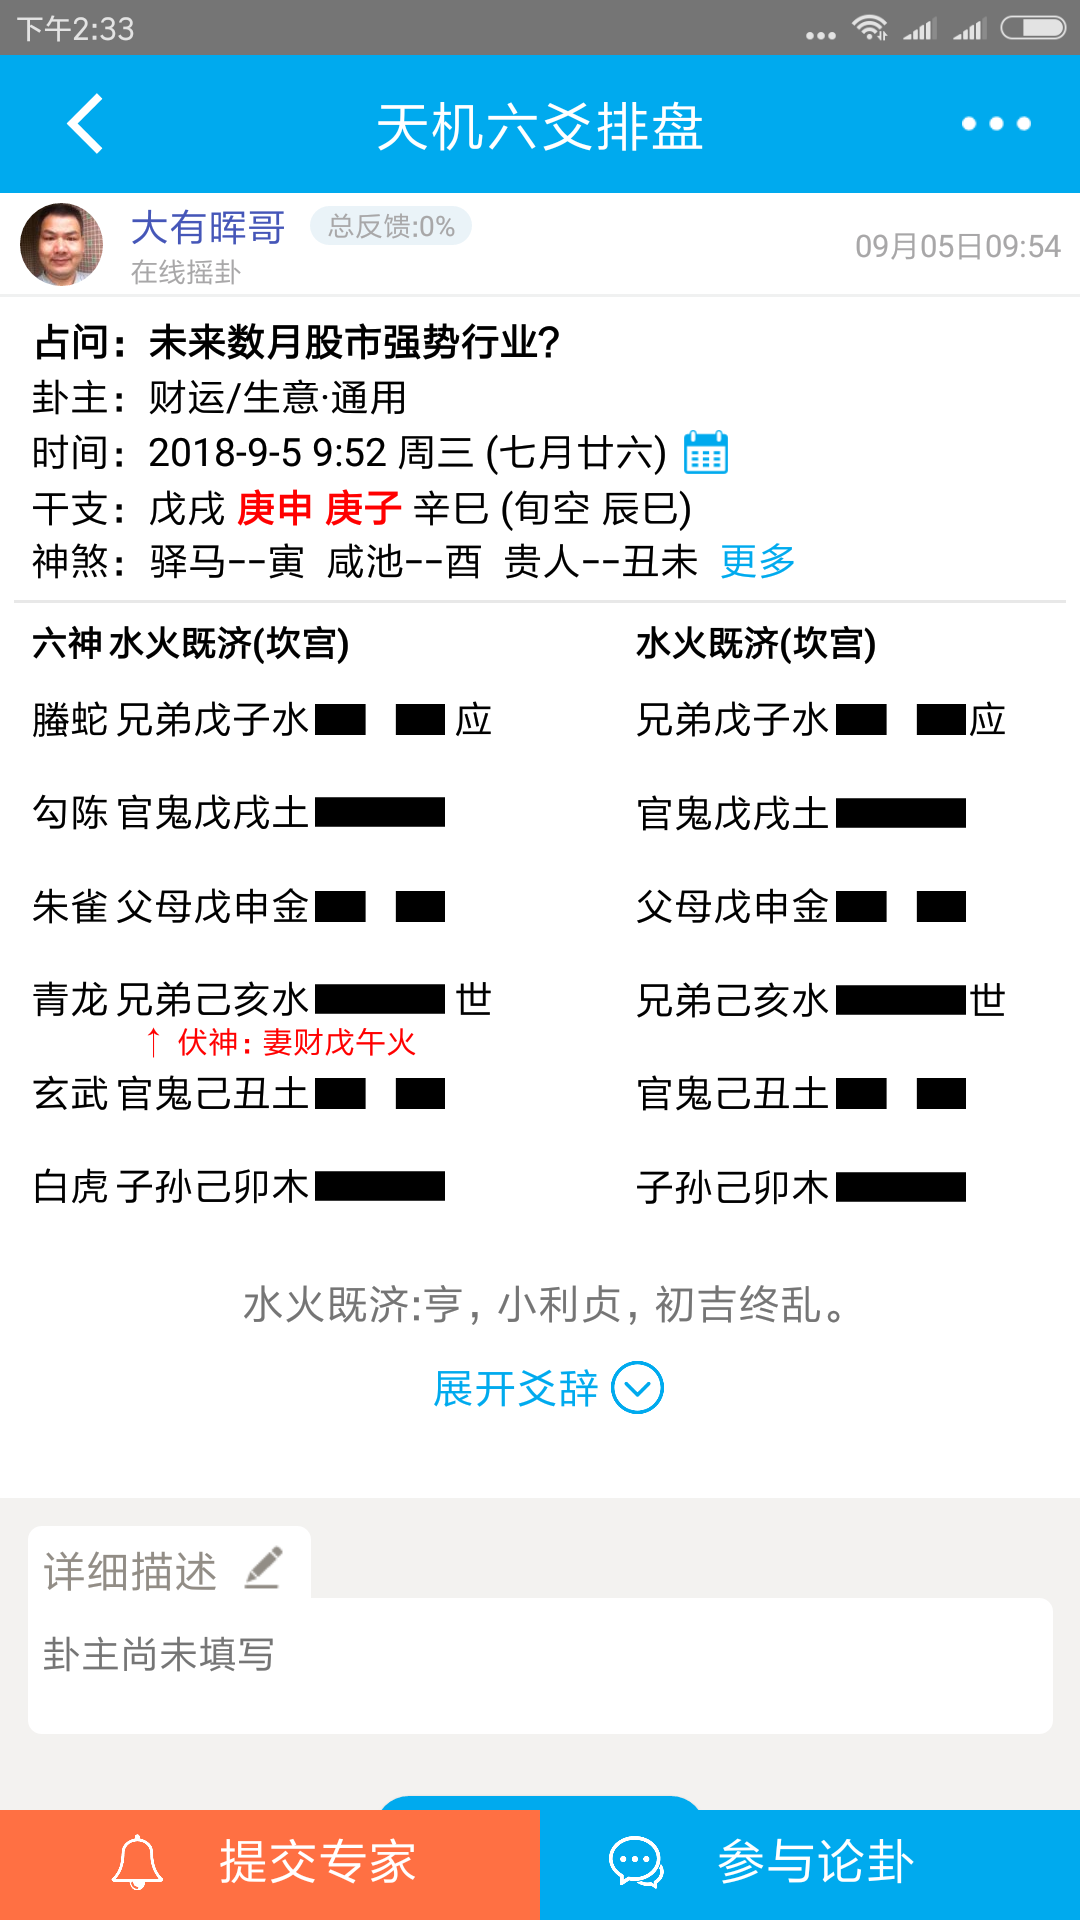 下午2:33
天机六爻排盘
大有晖哥 总反馈:0%
在线摇卦
09月05日09:54
占问：未来数月股市强势行业？
卦主：财运/生意·通用
时间：2018-9-5 9:52 周三 (七月廿六)
干支：戊戌 庚申 庚子 辛巳 (旬空 辰巳)
神煞：驿马--寅 咸池--酉 贵人--丑未 更多
六神 水火既济(坎宫) 水火既济(坎宫)
螣蛇 兄弟戊子水 应 兄弟戊子水 应
勾陈 官鬼戊戌土 官鬼戊戌土
朱雀 父母戊申金 父母戊申金
青龙 兄弟己亥水 世 兄弟己亥水 世
↑ 伏神：妻财戊午火
玄武 官鬼己丑土 官鬼己丑土
白虎 子孙己卯木 子孙己卯木
水火既济:亨，小利贞，初吉终乱。
展开爻辞
详细描述
卦主尚未填写
提交专家 参与论卦